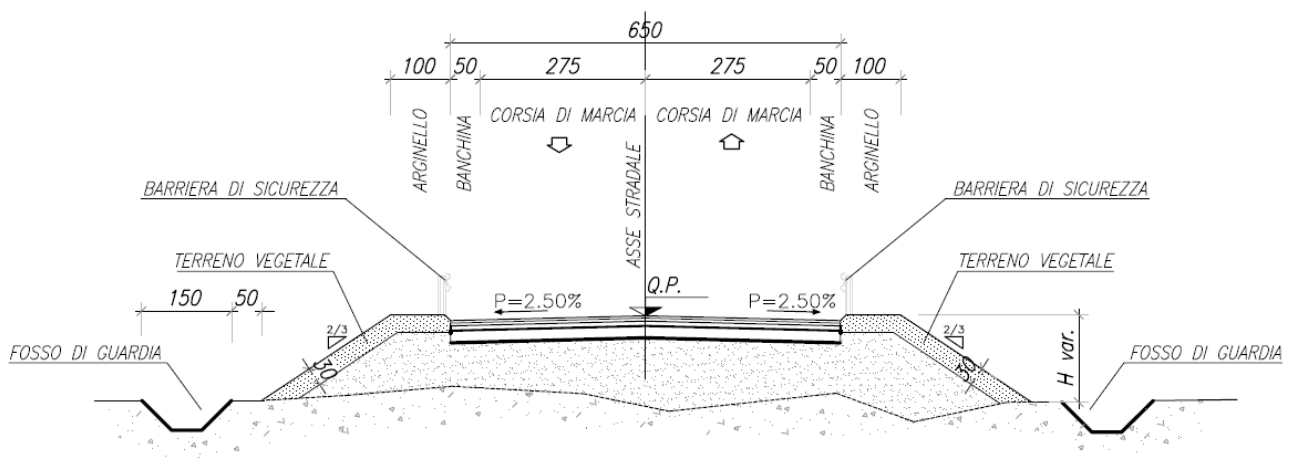 650
100 50 275 275 50 100
CORSIA DI MARCIA CORSIA DI MARCIA
ARGINELLO
BANCHINA
ASSE STRADALE
BANCHINA
ARGINELLO
BARRIERA DI SICUREZZA BARRIERA DI SICUREZZA
TERRENO VEGETALE TERRENO VEGETALE
Q.P.
150 50
P=2.50% P=2.50%
2/3 2/3
FOSSO DI GUARDIA FOSSO DI GUARDIA
30 30
H var.